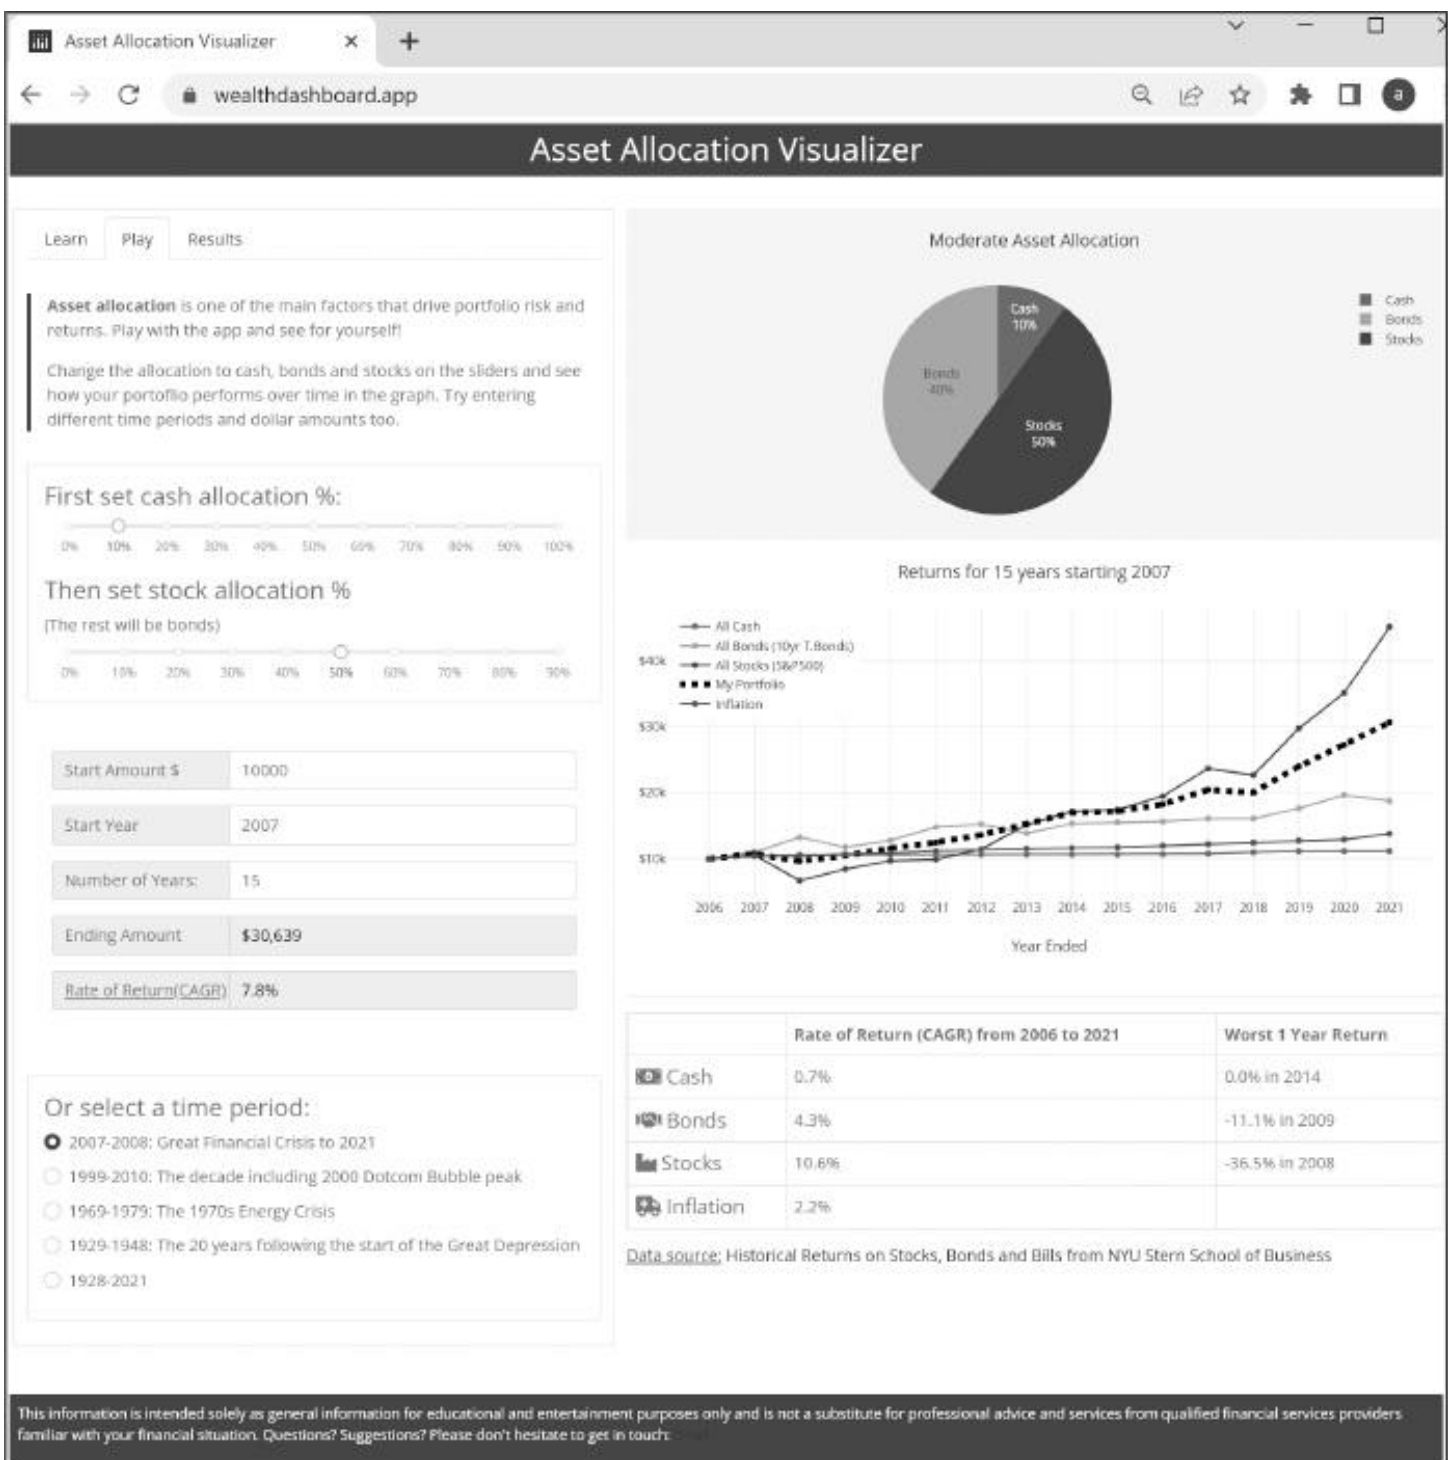 Asset Allocation Visualizer
wealthdashboard.app
a
Asset Allocation Visualizer
Learn Play Results
Asset allocation is one of the main factors that drive portfolio risk and
returns. Play with the app and see for yourself!
Change the allocation to cash, bonds and stocks on the sliders and see
how your portoflio performs over time in the graph. Try entering
different time periods and dollar amounts too.
First set cash allocation %:
0% 10% 20% 30% 40% 50% 60% 70% 80% 90% 100%
Then set stock allocation %
(The rest will be bonds)
0% 10% 20% 30% 40% 50% 60% 70% 80% 90%
Start Amount $ 10000
Start Year 2007
Number of Years: 15
Ending Amount $30,639
Rate of Return(CAGR) 7.8%
Or select a time period:
2007-2008: Great Financial Crisis to 2021
1999-2010: The decade including 2000 Dotcom Bubble peak
1969-1979: The 1970s Energy Crisis
1929-1948: The 20 years following the start of the Great Depression
1928-2021
Moderate Asset Allocation
Cash
10%
Bonds
40%
Stocks
50%
Cash
Bonds
Stocks
Returns for 15 years starting 2007
All Cash
All Bonds (10yr T.Bonds)
All Stocks (S&P500)
My Portfolio
Inflation
$40k
$30k
$20k
$10k
2006 2007 2008 2009 2010 2011 2012 2013 2014 2015 2016 2017 2018 2019 2020 2021
Year Ended
Rate of Return (CAGR) from 2006 to 2021 Worst 1 Year Return
Cash 0.7% 0.0% in 2014
Bonds 4.3% -11.1% in 2009
Stocks 10.6% -36.5% in 2008
Inflation 2.2%
Data source: Historical Returns on Stocks, Bonds and Bills from NYU Stern School of Business
This information is intended solely as general information for educational and entertainment purposes only and is not a substitute for professional advice and services from qualified financial services providers
familiar with your financial situation. Questions? Suggestions? Please don't hesitate to get in touch: